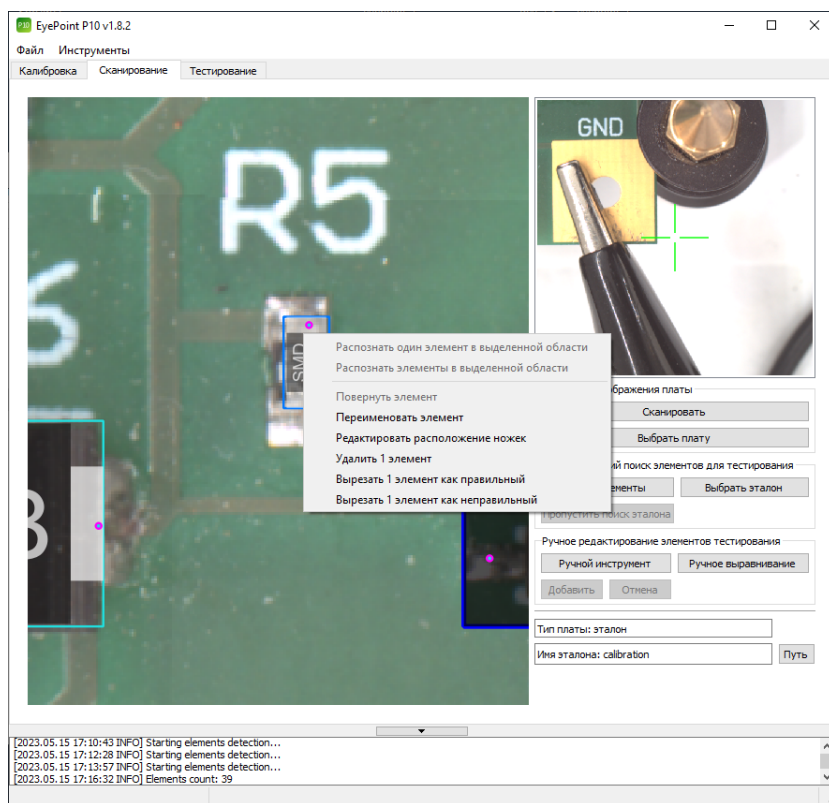 EyePoint P10 v1.8.2
Файл Инструменты
Калибровка Сканирование Тестирование
R5
GND
SMD
Распознать один элемент в выделенной области
Распознать элементы в выделенной области
Повернуть элемент
Переименовать элемент
Редактировать расположение ножек
Удалить 1 элемент
Вырезать 1 элемент как правильный
Вырезать 1 элемент как неправильный
платы
Сканировать
Выбрать плату
поиск элементов для тестирования
Выбрать эталон
Пропустить поиск эталона
Ручное редактирование элементов тестирования
Ручной инструмент Ручное выравнивание
Добавить Отмена
Тип платы: эталон
Имя эталона: calibration Путь
[2023.05.15 17:10:43 INFO] Starting elements detection...
[2023.05.15 17:12:28 INFO] Starting elements detection...
[2023.05.15 17:13:57 INFO] Starting elements detection...
[2023.05.15 17:16:32 INFO] Elements count: 39